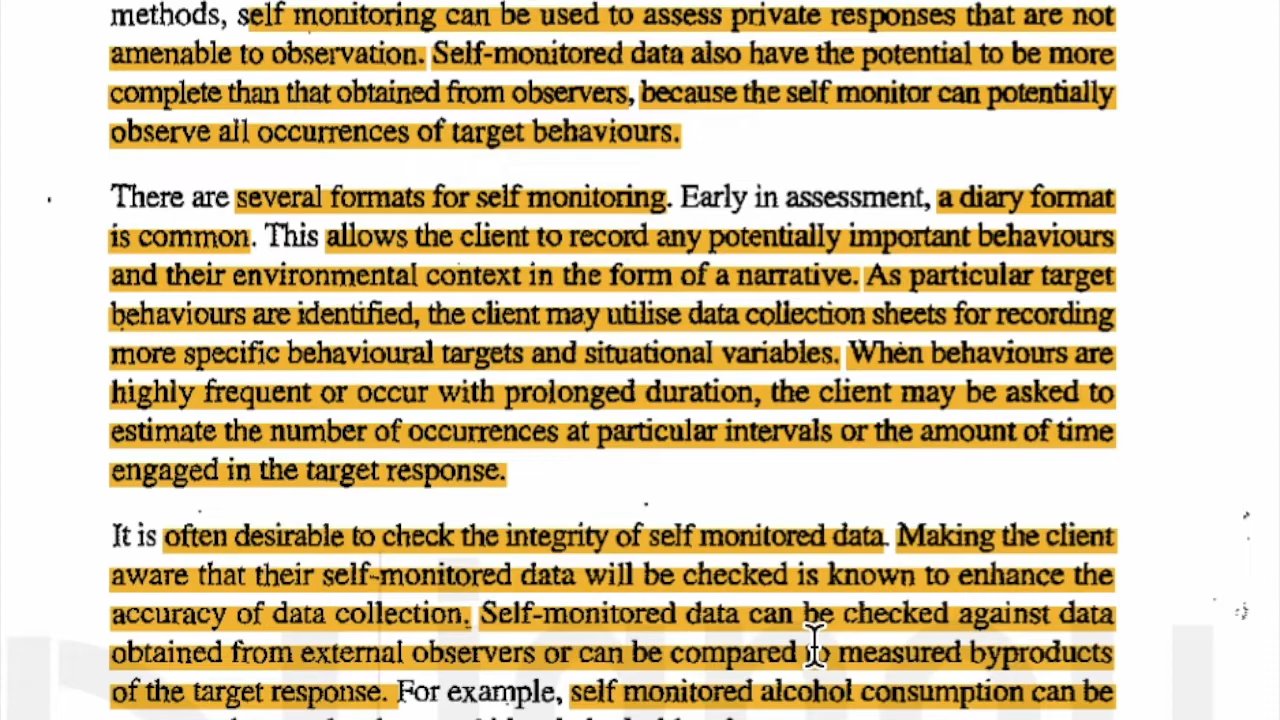 methods, self monitoring can be used to assess private responses that are not
amenable to observation. Self-monitored data also have the potential to be more
complete than that obtained from observers, because the self monitor can potentially
observe all occurrences of target behaviours.
There are several formats for self monitoring. Early in assessment, a diary format
is common. This allows the client to record any potentially important behaviours
and their environmental context in the form of a narrative. As particular target
behaviours are identified, the client may utilise data collection sheets for recording
more specific behavioural targets and situational variables. When behaviours are
highly frequent or occur with prolonged duration, the client may be asked to
estimate the number of occurrences at particular intervals or the amount of time
engaged in the target response.
It is often desirable to check the integrity of self monitored data. Making the client
aware that their self-monitored data will be checked is known to enhance the
accuracy of data collection. Self-monitored data can be checked against data
obtained from external observers or can be compared to measured byproducts
of the target response. For example, self monitored alcohol consumption can be